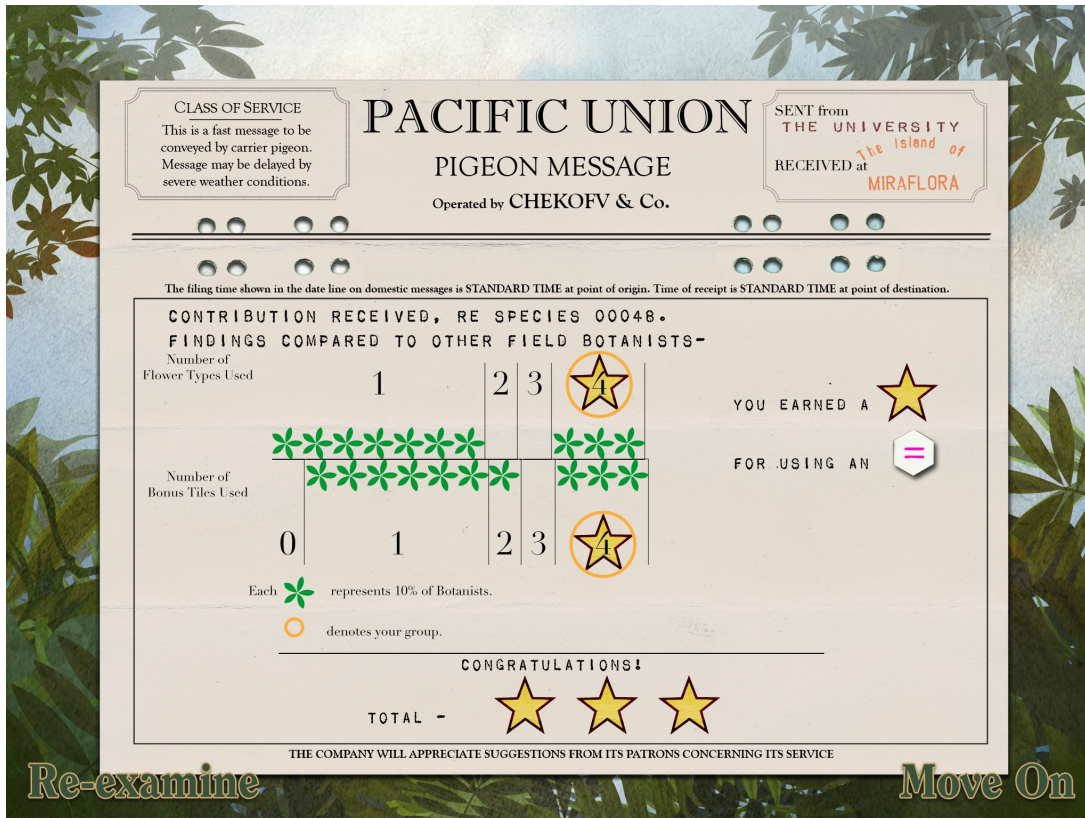 CLASS OF SERVICE
This is a fast message to be
conveyed by carrier pigeon.
Message may be delayed by
severe weather conditions.
PACIFIC UNION
PIGEON MESSAGE
Operated by CHEKOFV & Co.
SENT from
THE UNIVERSITY
The Island of
RECEIVED at
MIRAFLORA
The filing time shown in the date line on domestic messages is STANDARD TIME at point of origin. Time of receipt is STANDARD TIME at point of destination.
CONTRIBUTION RECEIVED, RE SPECIES 00048.
FINDINGS COMPARED TO OTHER FIELD BOTANISTS-
Number of
Flower Types Used
1 2 3 4
YOU EARNED A
FOR USING AN =
Number of
Bonus Tiles Used
0 1 2 3 4
Each represents 10% of Botanists.
denotes your group.
CONGRATULATIONS!
TOTAL -
THE COMPANY WILL APPRECIATE SUGGESTIONS FROM ITS PATRONS CONCERNING ITS SERVICE
Re-examine
Move On